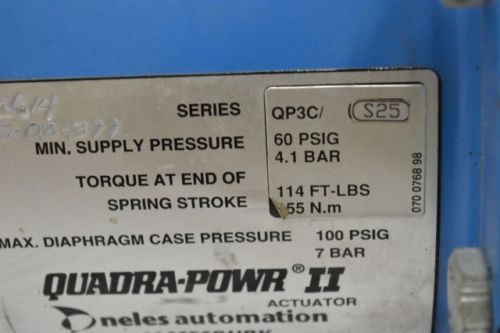 SERIES QP3C/ S25
MIN. SUPPLY PRESSURE 60 PSIG
4.1 BAR
TORQUE AT END OF 114 FT-LBS
SPRING STROKE 155 N.m
MAX. DIAPHRAGM CASE PRESSURE 100 PSIG
7 BAR
QUADRA-POWR® II
ACTUATOR
neles automation
070 0768 98